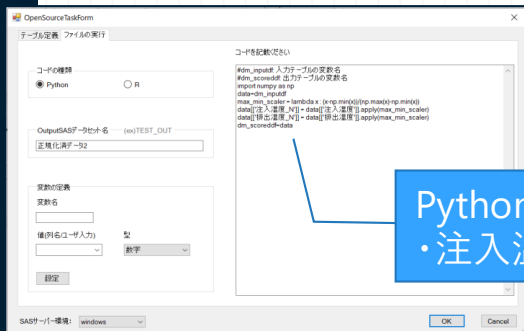 OpenSourceTaskForm
テーブル定義 ファイルの実行
コードを記載ください
コードの種類
Python
R
#dm_inputdf: 入力テーブルの変数名
#dm_scoreddf: 出力テーブルの変数名
import numpy as np
data=dm_inputdf
max_min_scaler = lambda x : (x-np.min(x))/(np.max(x)-np.min(x))
data[['注入温度_N']] = data[['注入温度']].apply(max_min_scaler)
data[['排出温度_N']] = data[['排出温度']].apply(max_min_scaler)
dm_scoreddf=data
OutputSASデータセット名 (ex)TEST_OUT
正規化済データ2
変数の定義
変数名
値(列名/ユーザ入力) 型
数字
設定
Python
・注入温
SASサーバー環境: windows
OK Cancel